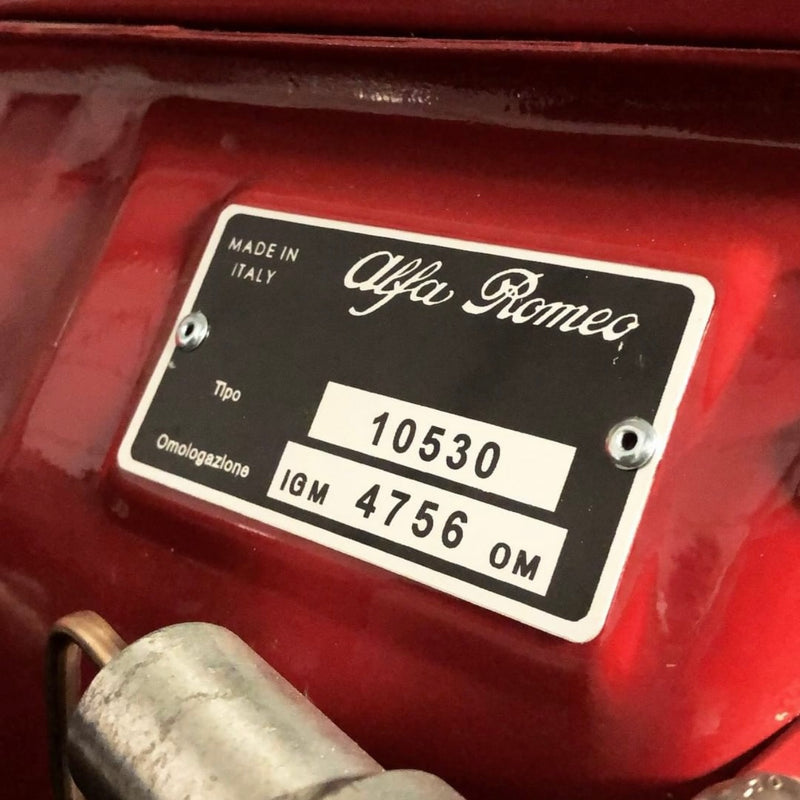 MADE IN
ITALY
Alfa Romeo
Tipo
10530
Omologazione
IGM 4756 OM